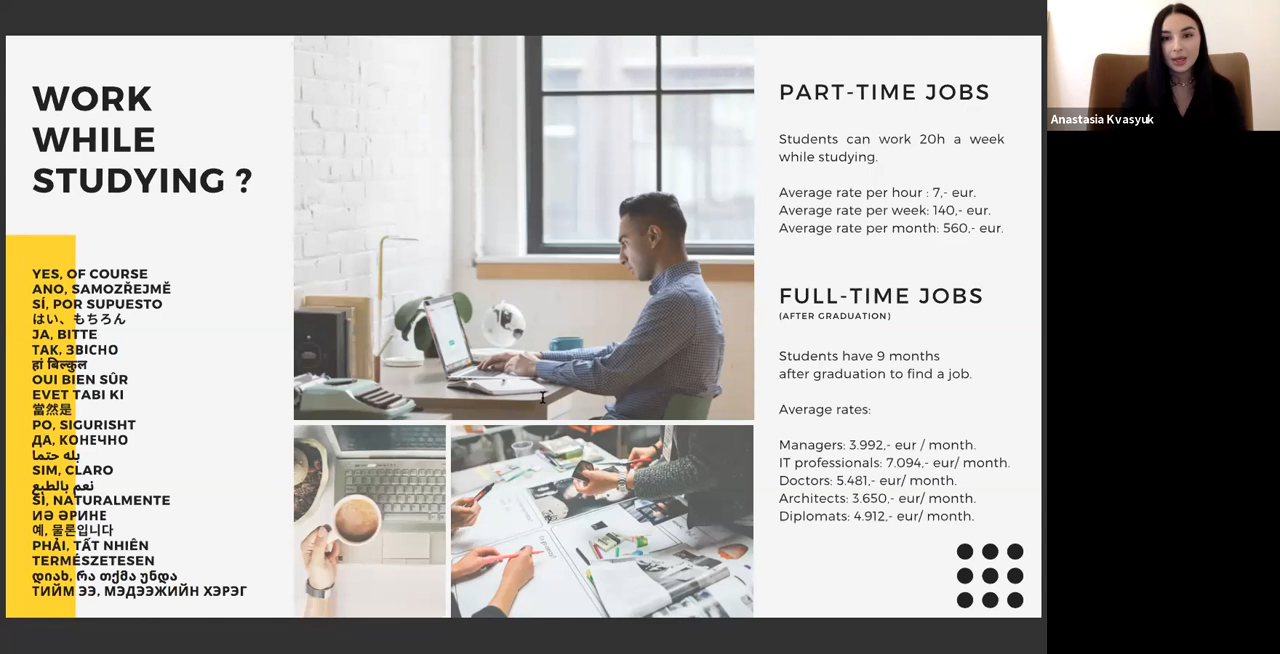 WORK
WHILE
STUDYING ?
YES, OF COURSE
ANO, SAMOZŘEJMĚ
SÍ, POR SUPUESTO
はい、もちろん
JA, BITTE
ТАК, ЗВІСНО
हां बिल्कुल
OUI BIEN SÛR
EVET TABI KI
當然是
PO, SIGURISHT
ДА, КОНЕЧНО
بله حتما
SIM, CLARO
نعم بالطبع
SÌ, NATURALMENTE
ИӘ ӘРИНЕ
예, 물론입니다
PHẢI, TẤT NHIÊN
TERMÉSZETESEN
დიახ, რა თქმა უნდა
ТИЙМ ЭЭ, МЭДЭЭЖИЙН ХЭРЭГ
PART-TIME JOBS
Students can work 20h a week
while studying.
Average rate per hour : 7,- eur.
Average rate per week: 140,- eur.
Average rate per month: 560,- eur.
FULL-TIME JOBS
(AFTER GRADUATION)
Students have 9 months
after graduation to find a job.
Average rates:
Managers: 3.992,- eur / month.
IT professionals: 7.094,- eur/ month.
Doctors: 5.481,- eur/ month.
Architects: 3.650,- eur/ month.
Diplomats: 4.912,- eur/ month.
Anastasia Kvasyuk